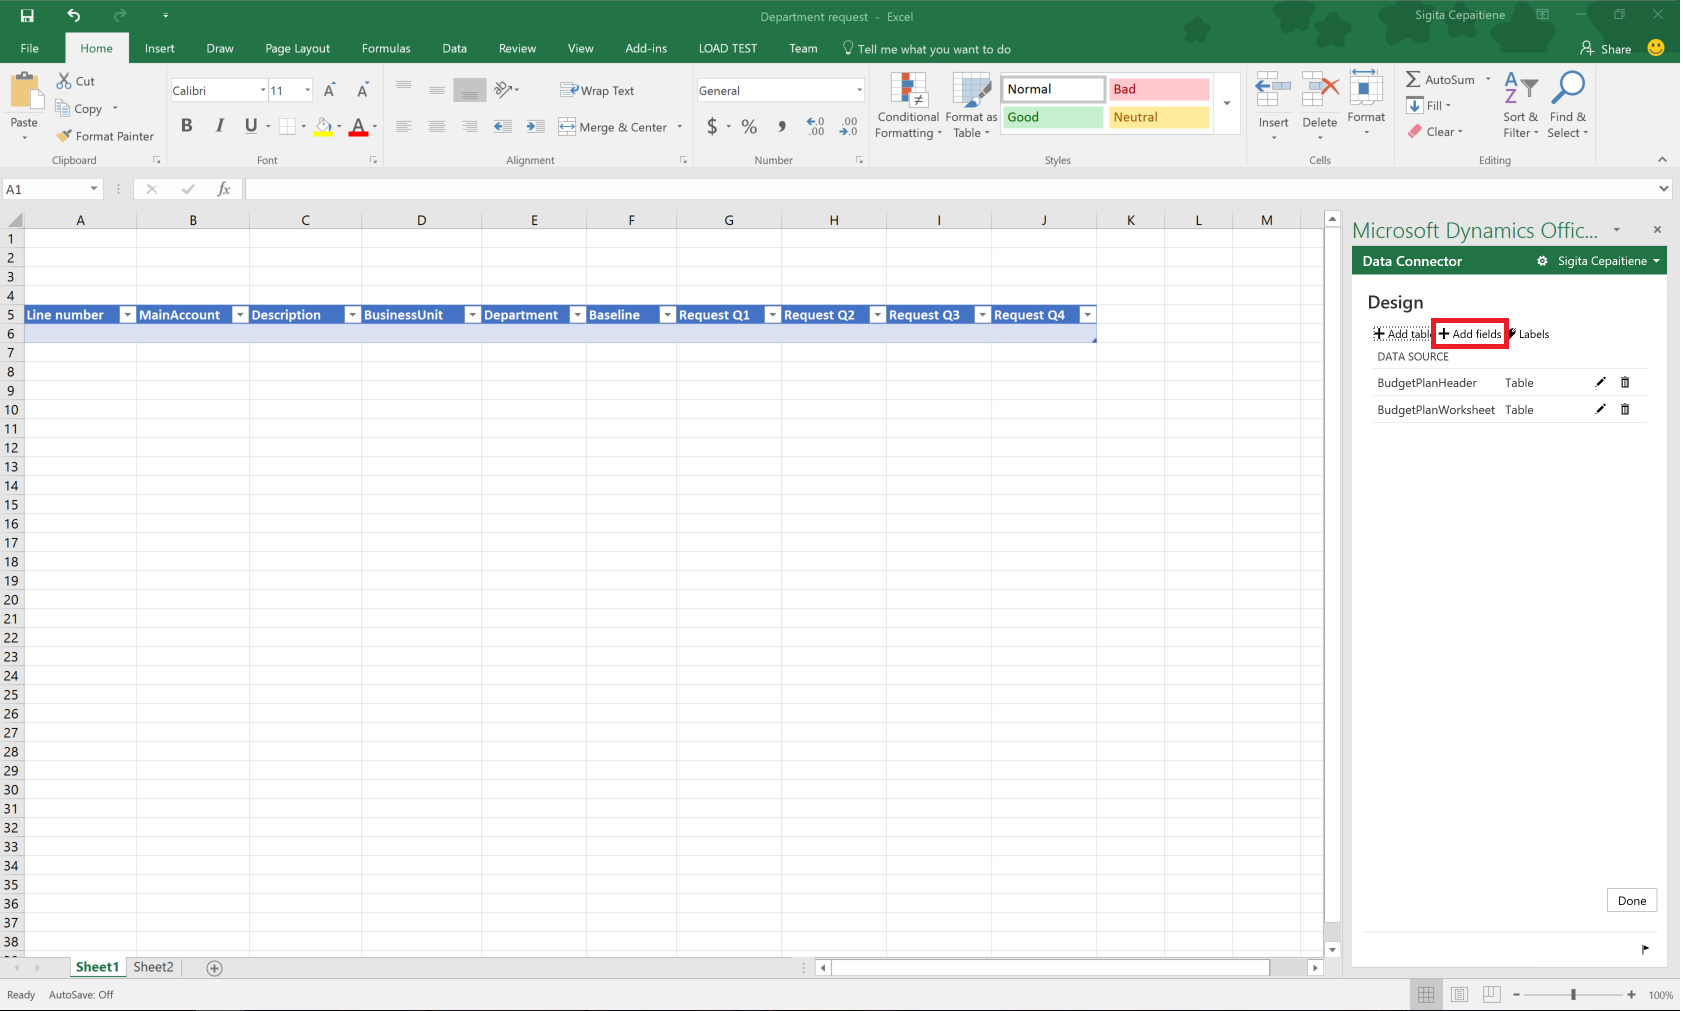 Department request - Excel
Sigita Cepaitiene
File Home Insert Draw Page Layout Formulas Data Review View Add-ins LOAD TEST Team Tell me what you want to do Share
Paste
Cut
Copy
Format Painter
Clipboard
Calibri 11 A A
B I U A
Font
Wrap Text
Merge & Center
Alignment
General
$ % , .0 .00 .00 .0
Number
Conditional Formatting
Format as Table
Normal Bad
Good Neutral
Styles
Insert Delete Format
Cells
AutoSum
Fill
Clear
Sort & Filter
Find & Select
Editing
A1 fx
A B C D E F G H I J K L M
1
2
3
4
5 Line number MainAccount Description BusinessUnit Department Baseline Request Q1 Request Q2 Request Q3 Request Q4
6
7
8
9
10
11
12
13
14
15
16
17
18
19
20
21
22
23
24
25
26
27
28
29
30
31
32
33
34
35
36
37
38
Microsoft Dynamics Offic...
Data Connector Sigita Cepaitiene
Design
Add Add fields Labels
DATA SOURCE
BudgetPlanHeader Table
BudgetPlanWorksheet Table
Done
Sheet1 Sheet2
Ready AutoSave: Off 100%